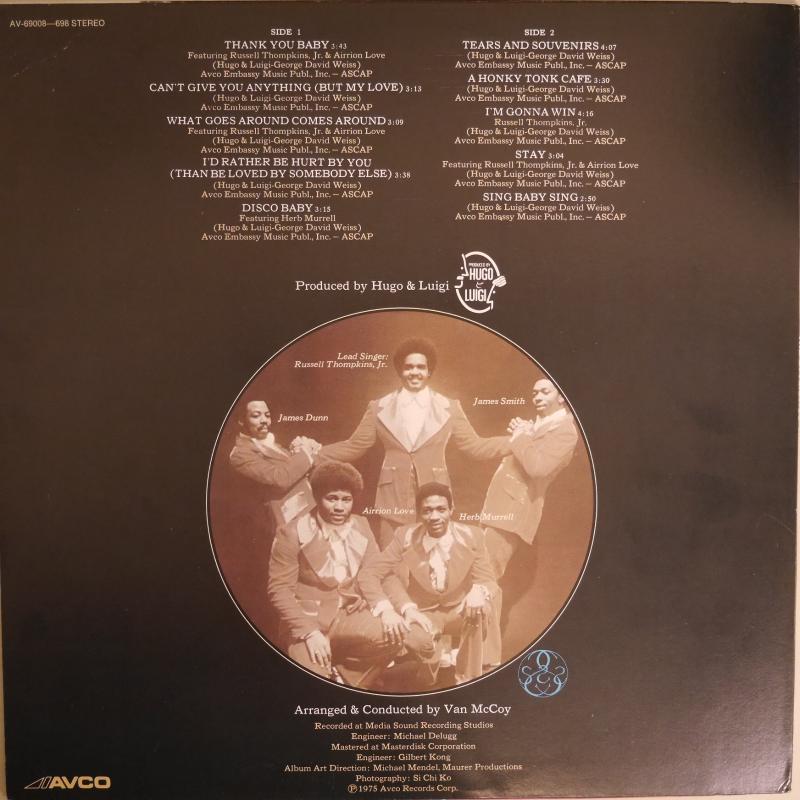 AV-69008—698 STEREO
SIDE 1
THANK YOU BABY 3:43
Featuring Russell Thompkins, Jr. & Airrion Love
(Hugo & Luigi-George David Weiss)
Avco Embassy Music Publ., Inc. — ASCAP
CAN'T GIVE YOU ANYTHING (BUT MY LOVE) 3:13
(Hugo & Luigi-George David Weiss)
Avco Embassy Music Publ., Inc. — ASCAP
WHAT GOES AROUND COMES AROUND 3:09
Featuring Russell Thompkins, Jr. & Airrion Love
(Hugo & Luigi-George David Weiss)
Avco Embassy Music Publ., Inc. — ASCAP
I'D RATHER BE HURT BY YOU
(THAN BE LOVED BY SOMEBODY ELSE) 3:38
(Hugo & Luigi-George David Weiss)
Avco Embassy Music Publ., Inc. — ASCAP
DISCO BABY 3:15
Featuring Herb Murrell
(Hugo & Luigi-George David Weiss)
Avco Embassy Music Publ., Inc. — ASCAP
SIDE 2
TEARS AND SOUVENIRS 4:07
(Hugo & Luigi-George David Weiss)
Avco Embassy Music Publ., Inc. — ASCAP
A HONKY TONK CAFE 3:30
(Hugo & Luigi-George David Weiss)
Avco Embassy Music Publ., Inc. — ASCAP
I'M GONNA WIN 4:16
Russell Thompkins, Jr.
(Hugo & Luigi-George David Weiss)
Avco Embassy Music Publ., Inc. — ASCAP
STAY 3:04
Featuring Russell Thompkins, Jr. & Airrion Love
(Hugo & Luigi-George David Weiss)
Avco Embassy Music Publ., Inc. — ASCAP
SING BABY SING 2:50
(Hugo & Luigi-George David Weiss)
Avco Embassy Music Publ., Inc. — ASCAP
Produced by Hugo & Luigi
PRODUCED BY
HUGO
&
LUIGI
Lead Singer:
Russell Thompkins, Jr.
James Smith
James Dunn
Airrion Love
Herb Murrell
Arranged & Conducted by Van McCoy
Recorded at Media Sound Recording Studios
Engineer: Michael Delugg
Mastered at Masterdisk Corporation
Engineer: Gilbert Kong
Album Art Direction: Michael Mendel, Maurer Productions
Photography: Si Chi Ko
Ⓟ1975 Avco Records Corp.
AVCO